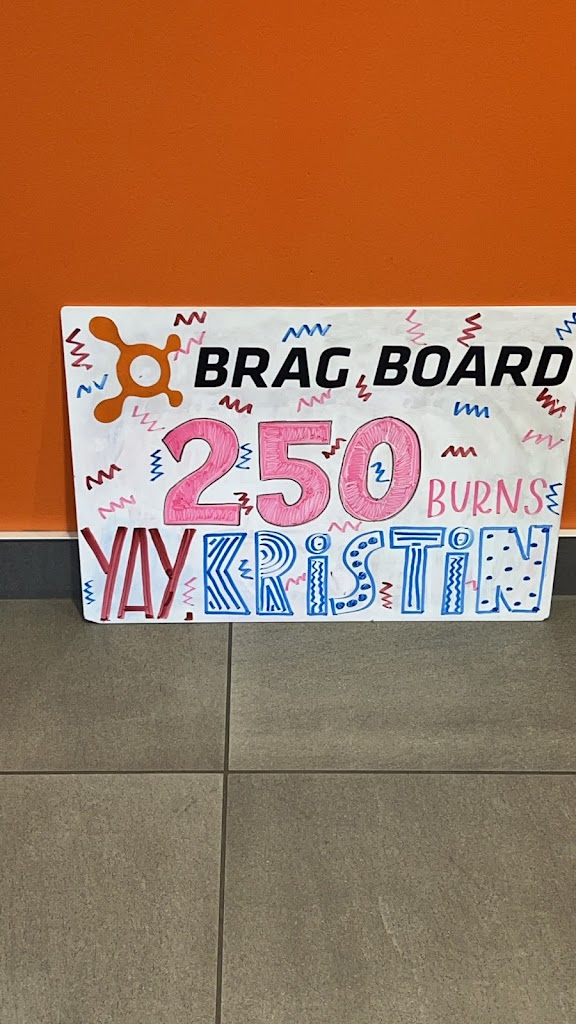 BRAG BOARD
250 BURNS
YAY, KRiSTiN